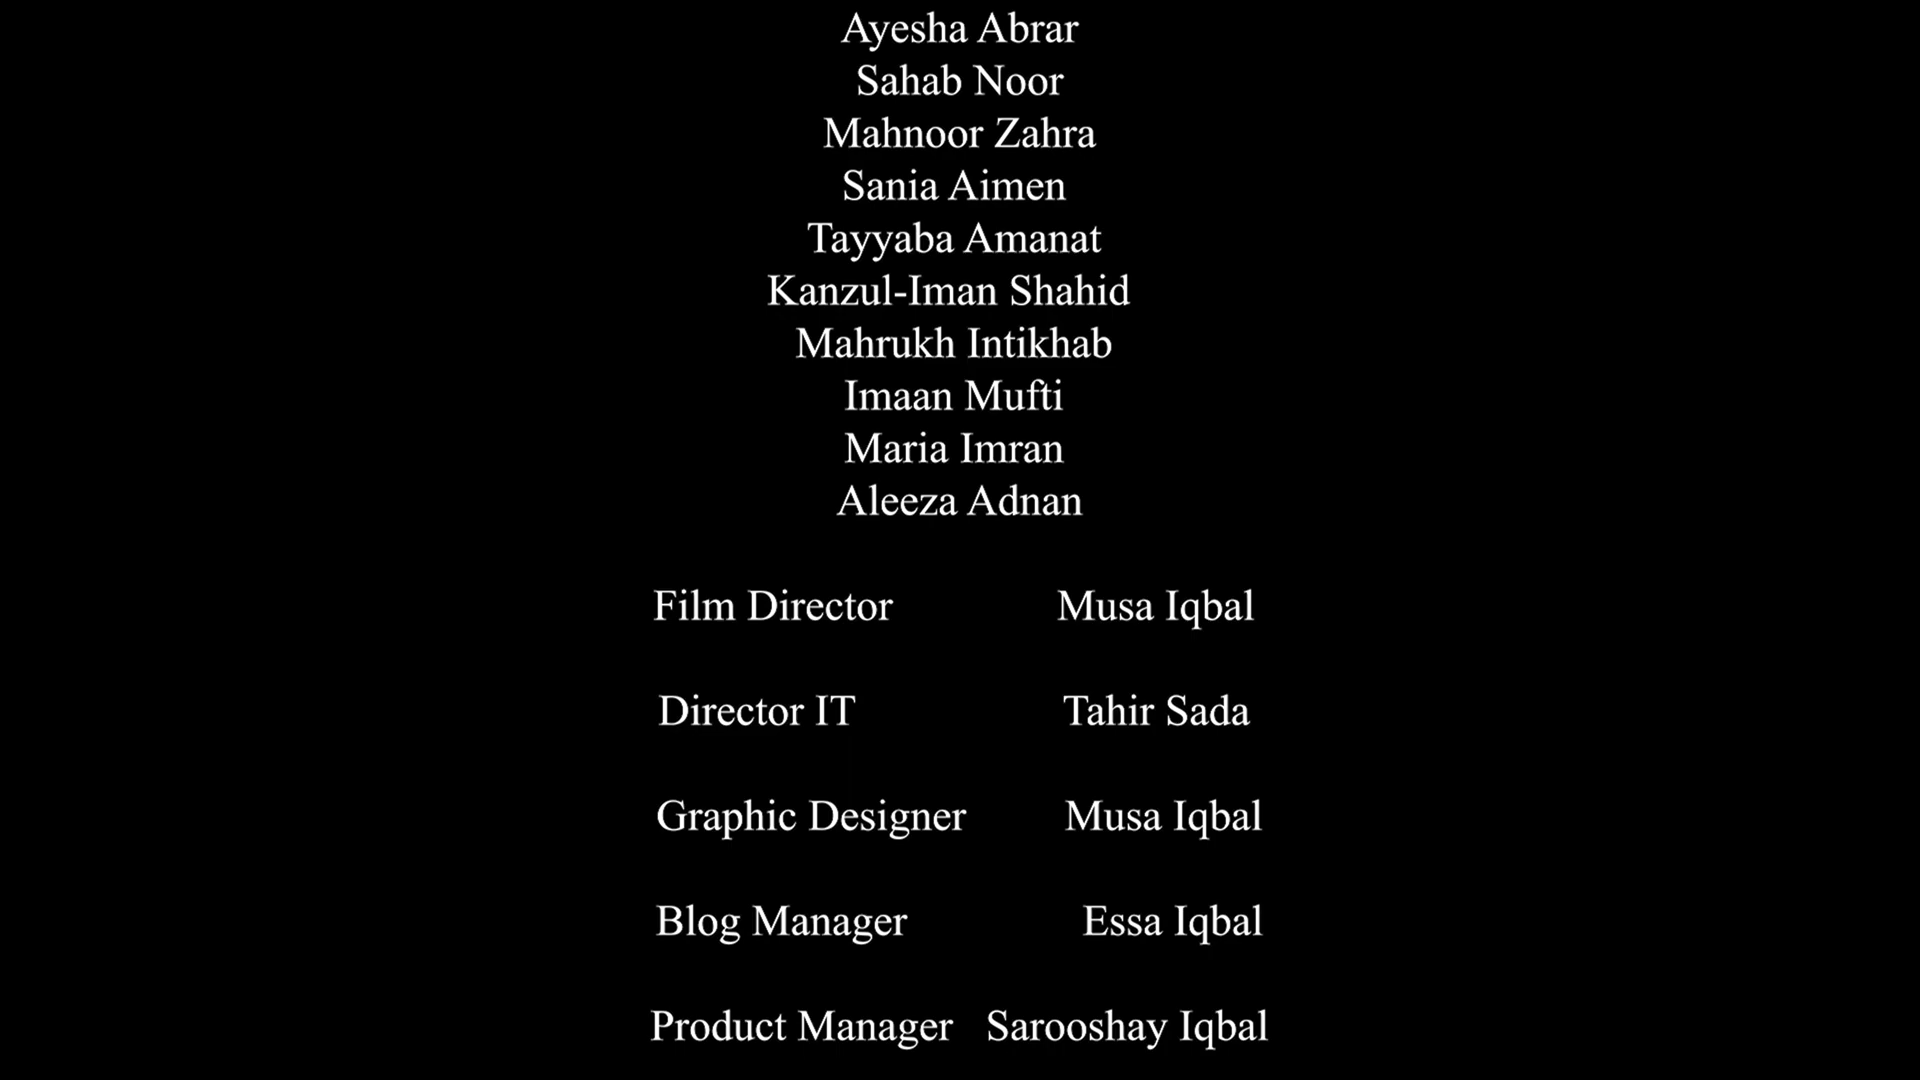 Ayesha Abrar
Sahab Noor
Mahnoor Zahra
Sania Aimen
Tayyaba Amanat
Kanzul-Iman Shahid
Mahrukh Intikhab
Imaan Mufti
Maria Imran
Aleeza Adnan
Film Director Musa Iqbal
Director IT Tahir Sada
Graphic Designer Musa Iqbal
Blog Manager Essa Iqbal
Product Manager Sarooshay Iqbal